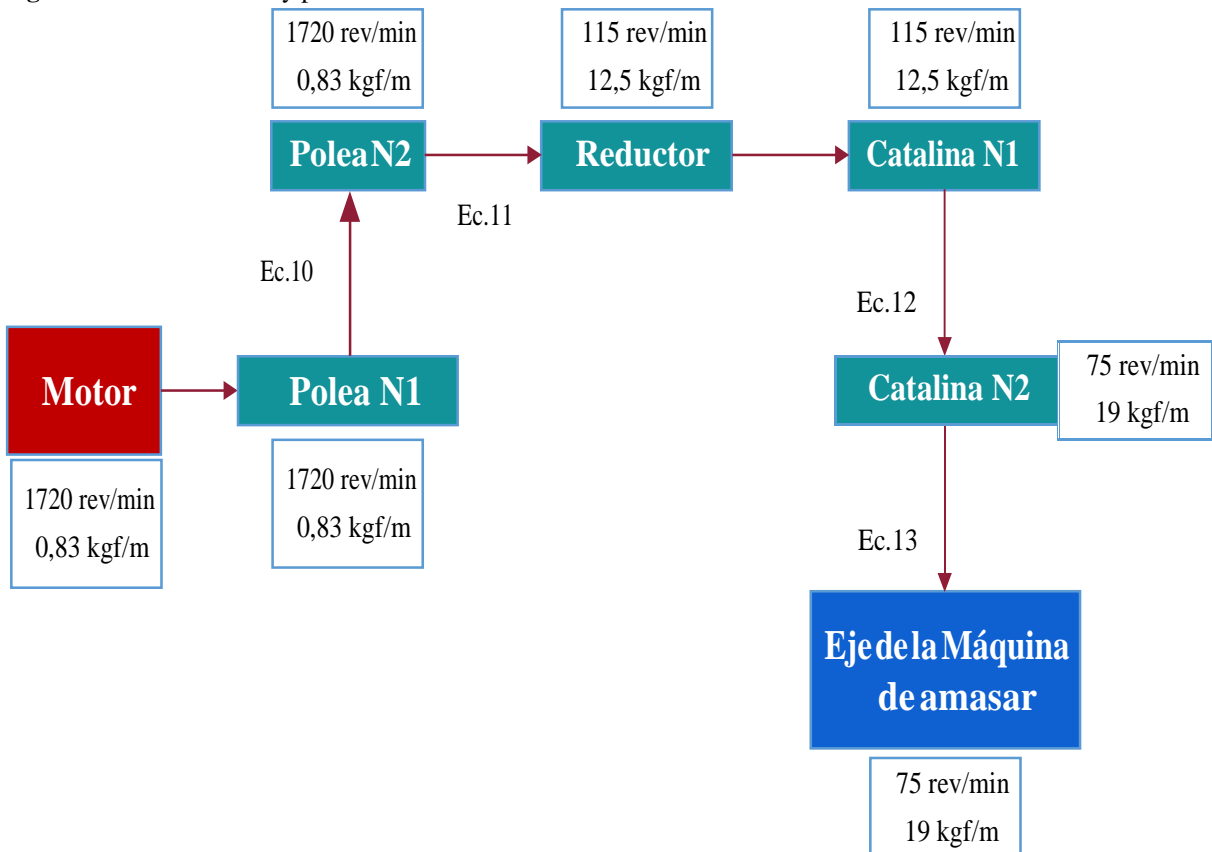 1720 rev/min
0,83 kgf/m
115 rev/min
12,5 kgf/m
115 rev/min
12,5 kgf/m
Polea N2
Reductor
Catalina N1
Ec.11
Ec.10
Ec.12
Motor
Polea N1
Catalina N2
75 rev/min
19 kgf/m
1720 rev/min
0,83 kgf/m
1720 rev/min
0,83 kgf/m
Ec.13
Eje de la Máquina
de amasar
75 rev/min
19 kgf/m